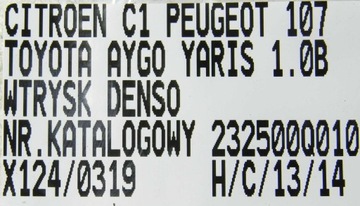 CITROEN C1 PEUGEOT 107
TOYOTA AYGO YARIS 1.0B
WTRYSK DENSO
NR.KATALOGOWY 232500Q010
X124/0319 H/C/13/14